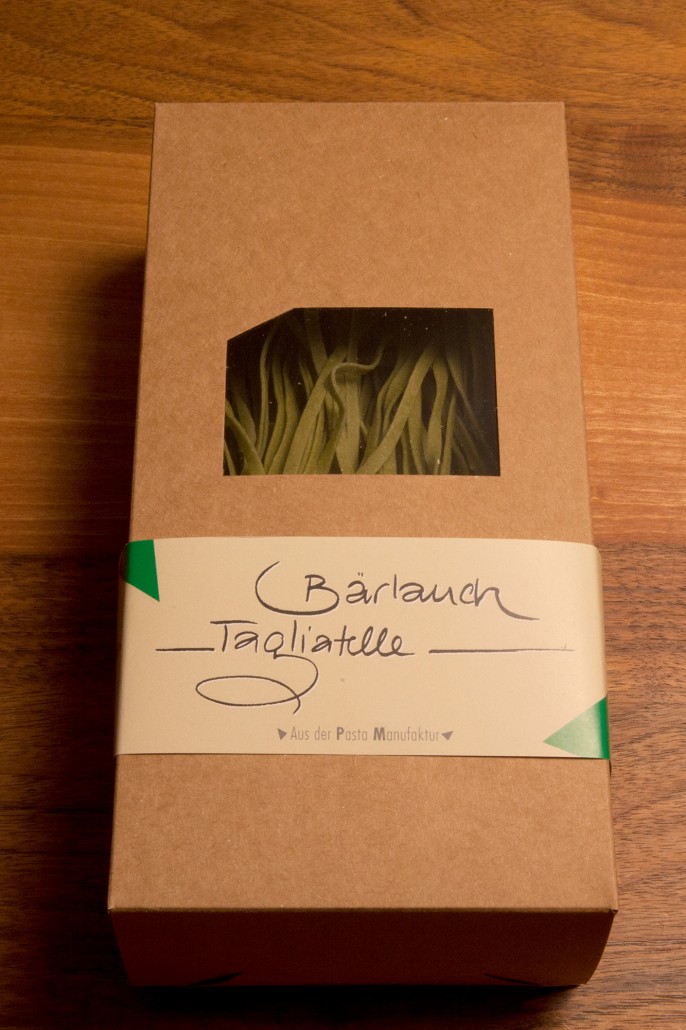 Bärlauch
Tagliatelle
Aus der Pasta Manufaktur